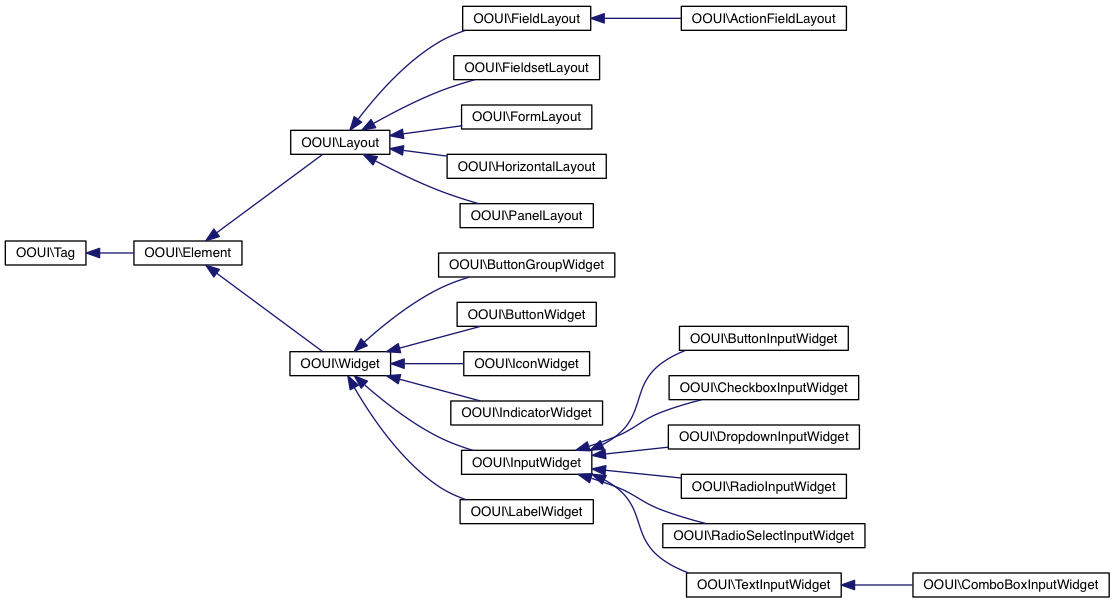 OOUI\FieldLayout
OOUI\ActionFieldLayout
OOUI\FieldsetLayout
OOUI\FormLayout
OOUI\Layout
OOUI\HorizontalLayout
OOUI\PanelLayout
OOUI\Tag
OOUI\Element
OOUI\ButtonGroupWidget
OOUI\ButtonWidget
OOUI\ButtonInputWidget
OOUI\Widget
OOUI\IconWidget
OOUI\CheckboxInputWidget
OOUI\IndicatorWidget
OOUI\DropdownInputWidget
OOUI\InputWidget
OOUI\RadioInputWidget
OOUI\LabelWidget
OOUI\RadioSelectInputWidget
OOUI\TextInputWidget
OOUI\ComboBoxInputWidget